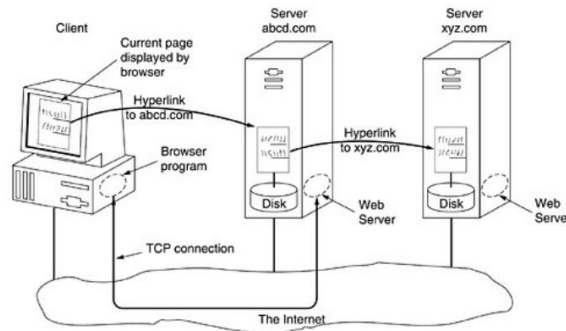 Client
Server
abcd.com
Server
xyz.com
Current page
displayed by
browser
Hyperlink
to abcd.com
Hyperlink
to xyz.com
Browser
program
Disk
Web
Server
Disk
Web
Serve
TCP connection
The Internet